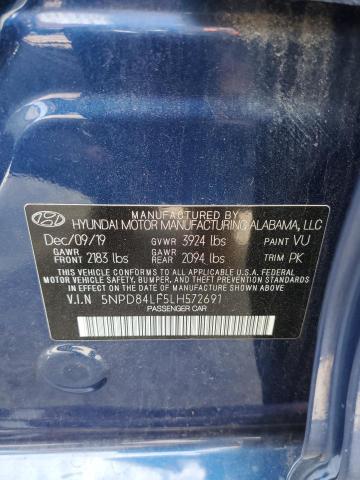 MANUFACTURED BY
HYUNDAI MOTOR MANUFACTURING ALABAMA, LLC
Dec/09/19 GVWR 3924 lbs PAINT VU
GAWR FRONT 2183 lbs GAWR REAR 2094 lbs TRIM PK
THIS VEHICLE CONFORMS TO ALL APPLICABLE U.S. FEDERAL
MOTOR VEHICLE SAFETY, BUMPER, AND THEFT PREVENTION
STANDARDS IN EFFECT ON THE DATE OF MANUFACTURE SHOWN ABOVE.
V.I.N 5NPD84LF5LH572691
PASSENGER CAR